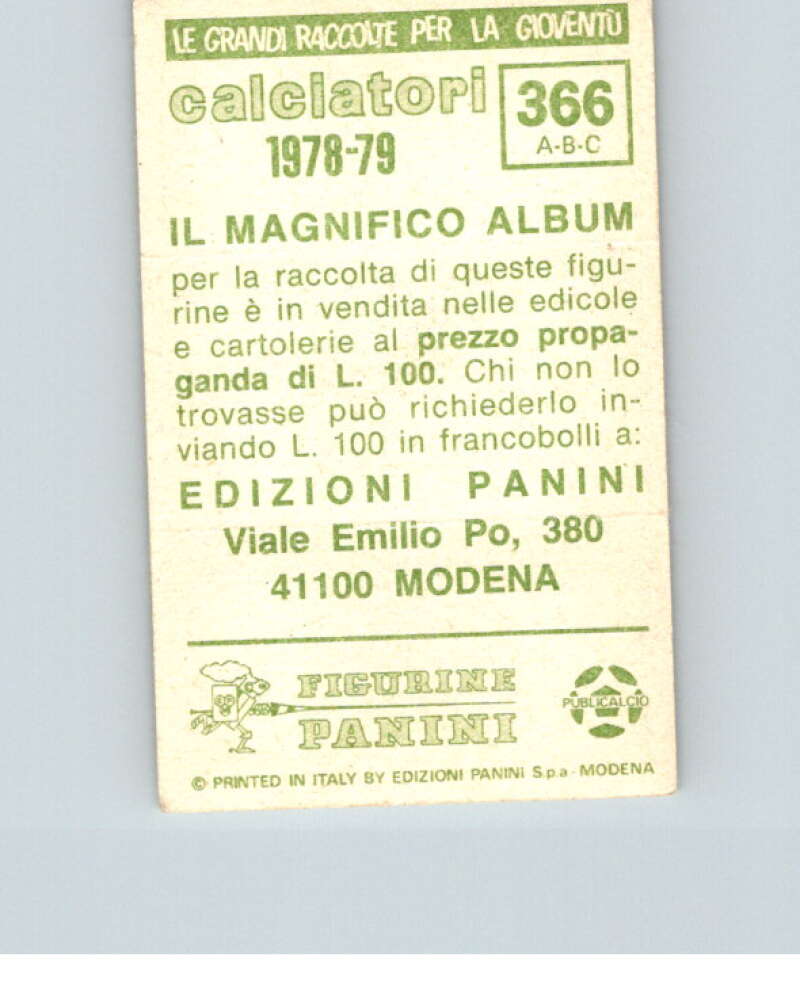 LE GRANDI RACCOLTE PER LA GIOVENTÙ
calciatori
1978-79
366
A-B-C
IL MAGNIFICO ALBUM
per la raccolta di queste figu-
rine è in vendita nelle edicole
e cartolerie al prezzo propa-
ganda di L. 100. Chi non lo
trovasse può richiederlo in-
viando L. 100 in francobolli a:
EDIZIONI PANINI
Viale Emilio Po, 380
41100 MODENA
FIGURINE
PANINI
PUBLICALCIO
© PRINTED IN ITALY BY EDIZIONI PANINI S.p.a - MODENA